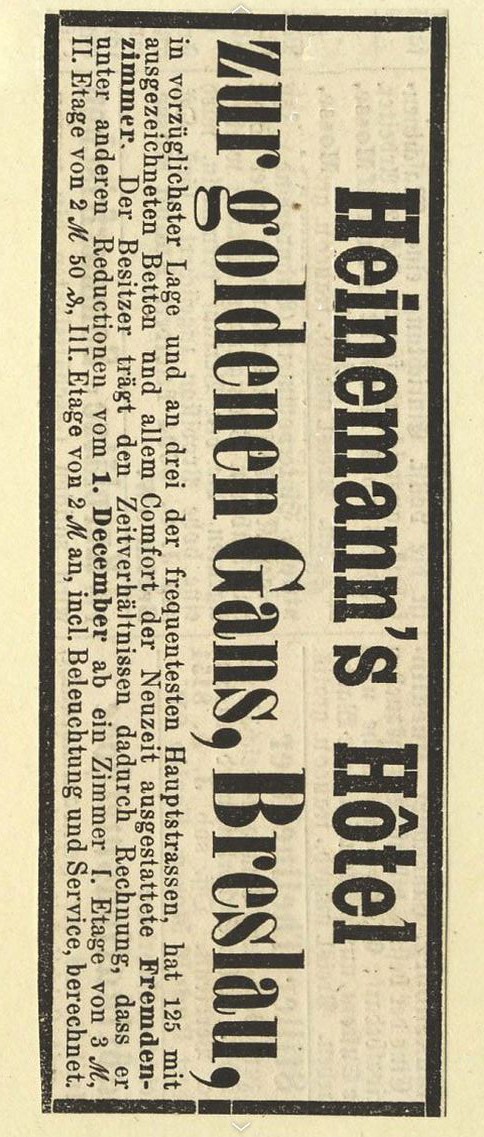 Heinemann's Hôtel
zur goldenen Gans, Breslau,
in vorzüglichster Lage und an drei der frequentesten Hauptstrassen, hat 125 mit
ausgezeichneten Betten nnd allem Comfort der Neuzeit ausgestattete Fremden-
zimmer. Der Besitzer trägt den Zeitverhältnissen dadurch Rechnung, dass er
unter anderen Reductionen vom 1. December ab ein Zimmer I. Etage von 3 ℳ,
II. Etage von 2 ℳ 50 ₰, III. Etage von 2 ℳ an, incl. Beleuchtung und Service, berechnet.